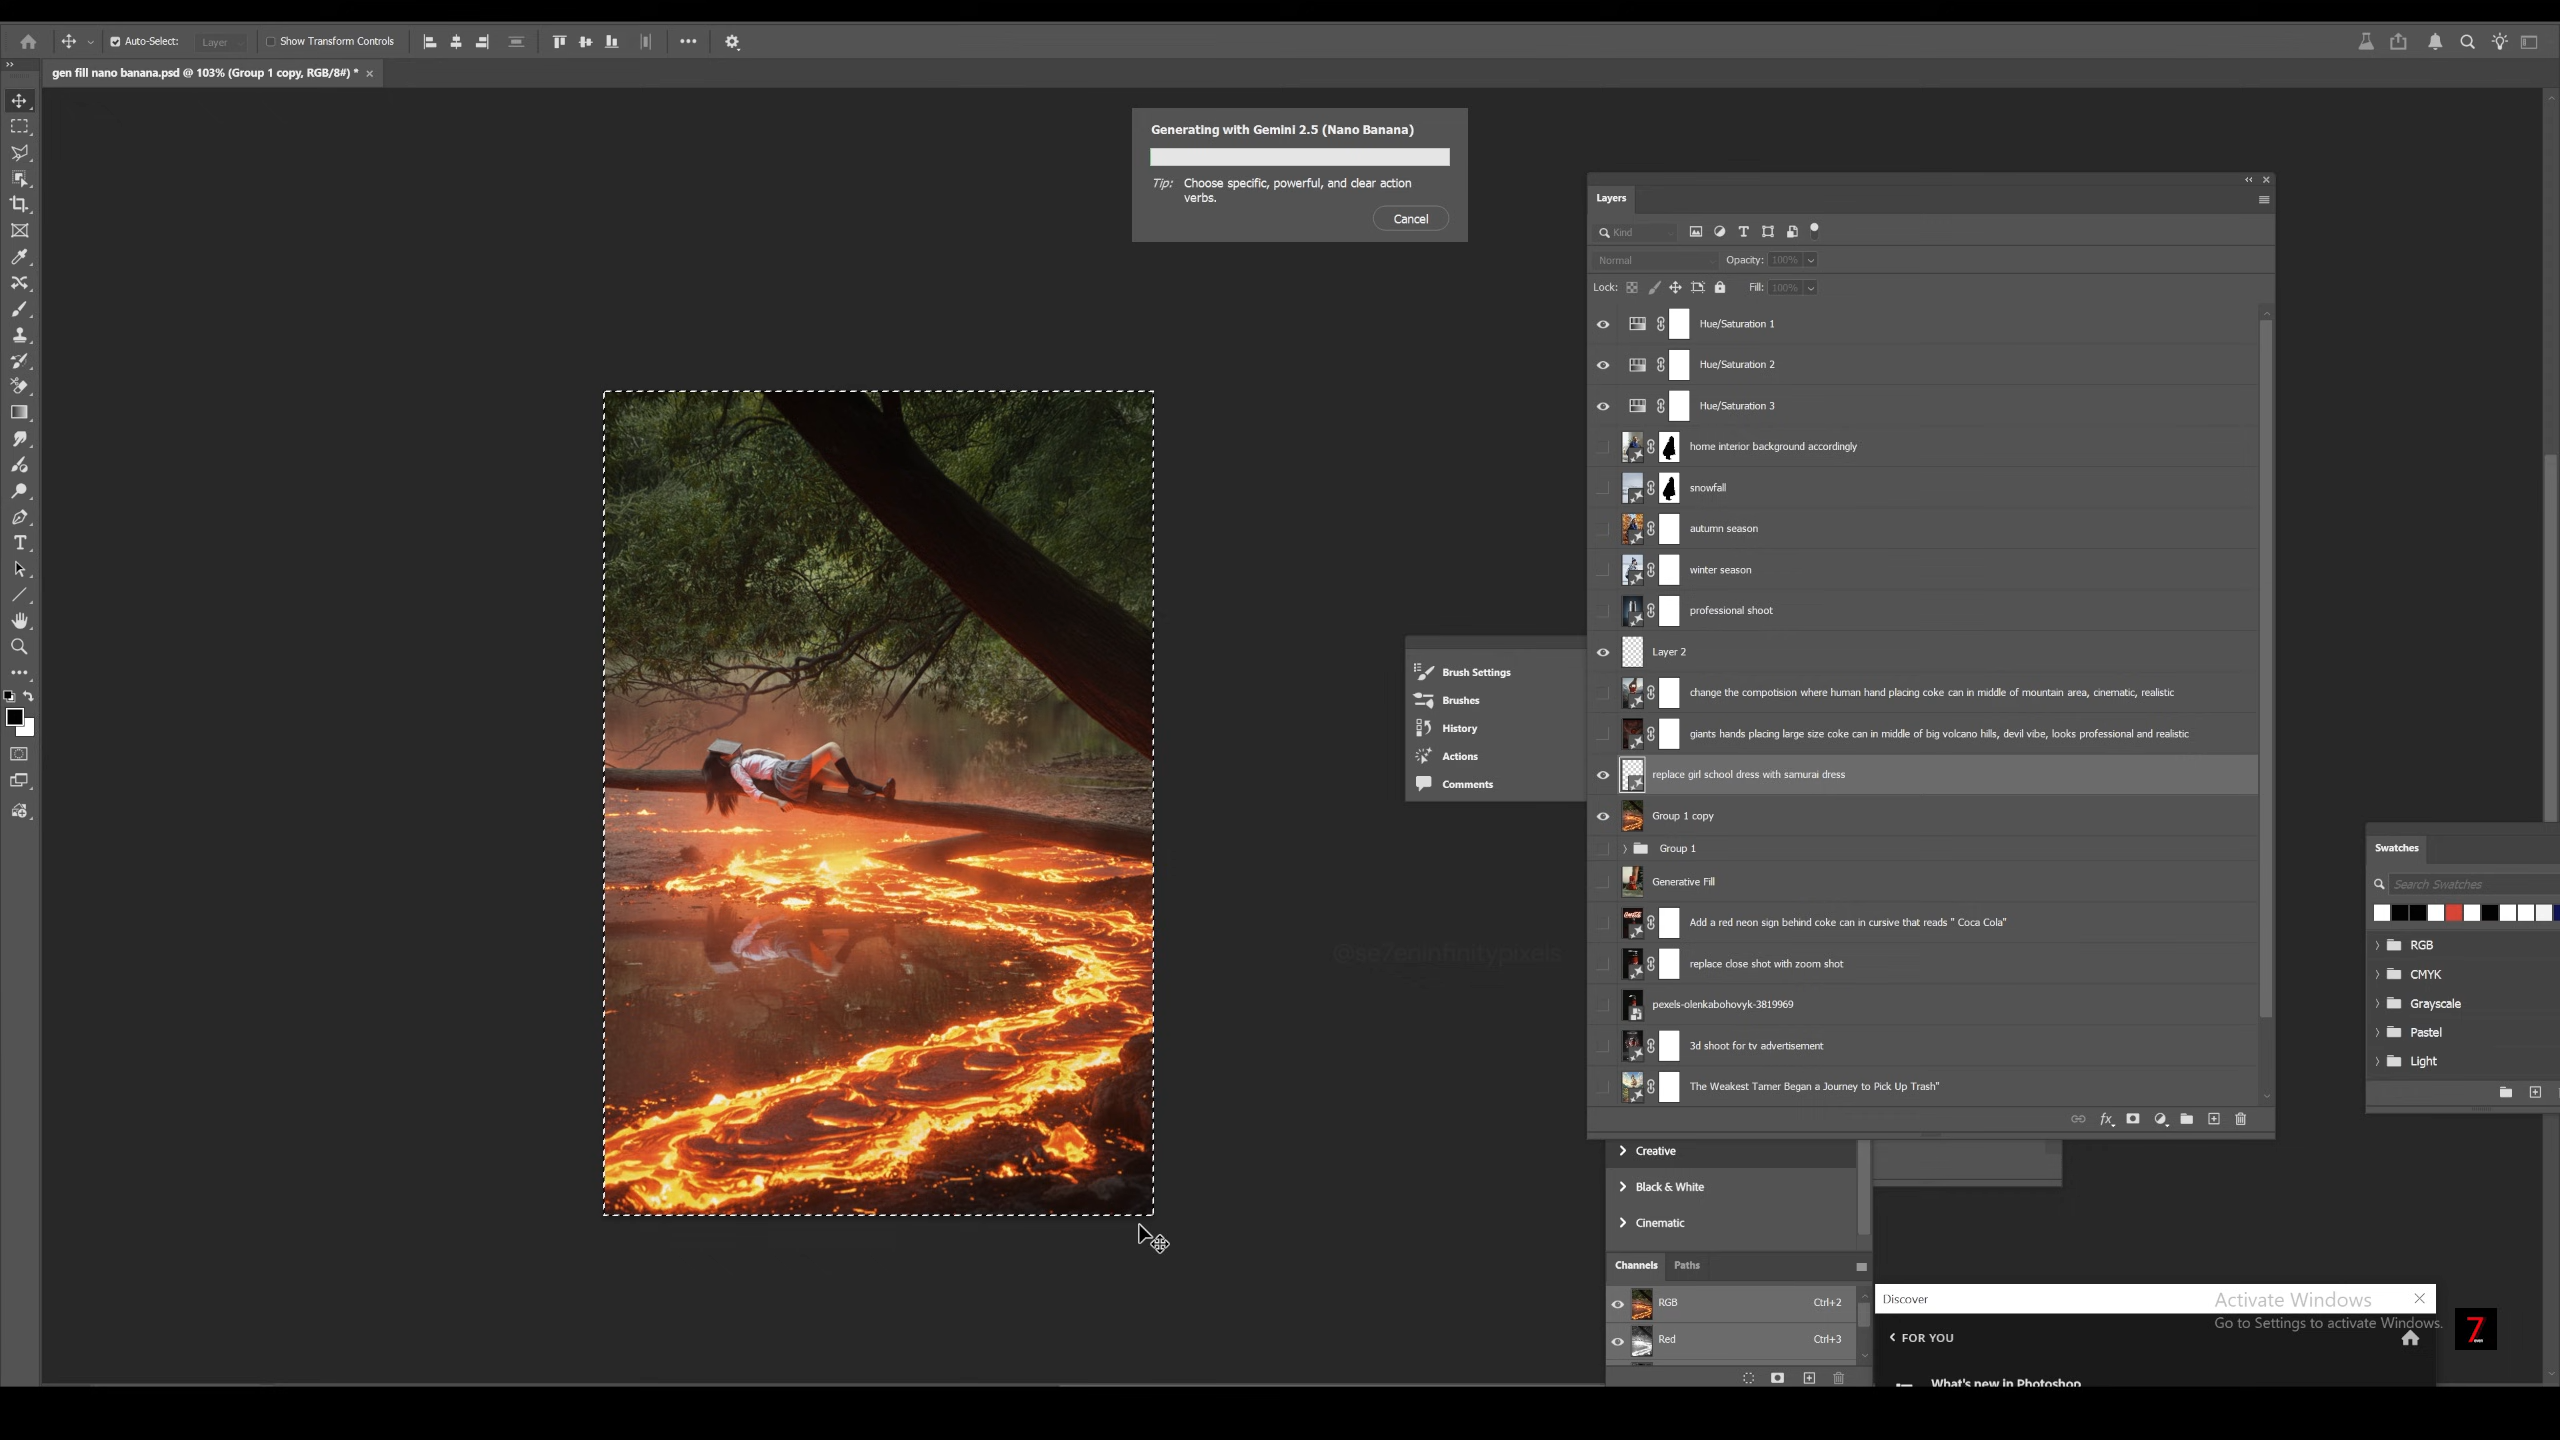 Auto-Select:
Layer
Show Transform Controls
gen fill nano banana.psd @ 103% (Group 1 copy, RGB/8#) *
Generating with Gemini 2.5 (Nano Banana)
Tip: Choose specific, powerful, and clear action
verbs.
Cancel
Layers
Kind
Normal
Opacity: 100%
Lock:
Fill: 100%
Hue/Saturation 1
Hue/Saturation 2
Hue/Saturation 3
home interior background accordingly
snowfall
autumn season
winter season
professional shoot
Layer 2
change the compotision where human hand placing coke can in middle of mountain area, cinematic, realistic
giants hands placing large size coke can in middle of big volcano hills, devil vibe, looks professional and realistic
replace girl school dress with samurai dress
Group 1 copy
Group 1
Generative Fill
Add a red neon sign behind coke can in cursive that reads " Coca Cola"
replace close shot with zoom shot
pexels-olenkabohovyk-3819969
3d shoot for tv advertisement
The Weakest Tamer Began a Journey to Pick Up Trash"
Brush Settings
Brushes
History
Actions
Comments
@se7eninfinitypixels
Swatches
Search Swatches
RGB
CMYK
Grayscale
Pastel
Light
Creative
Black & White
Cinematic
Channels
Paths
RGB
Ctrl+2
Red
Ctrl+3
Discover
Activate Windows
Go to Settings to activate Windows.
FOR YOU
What's new in Photoshop